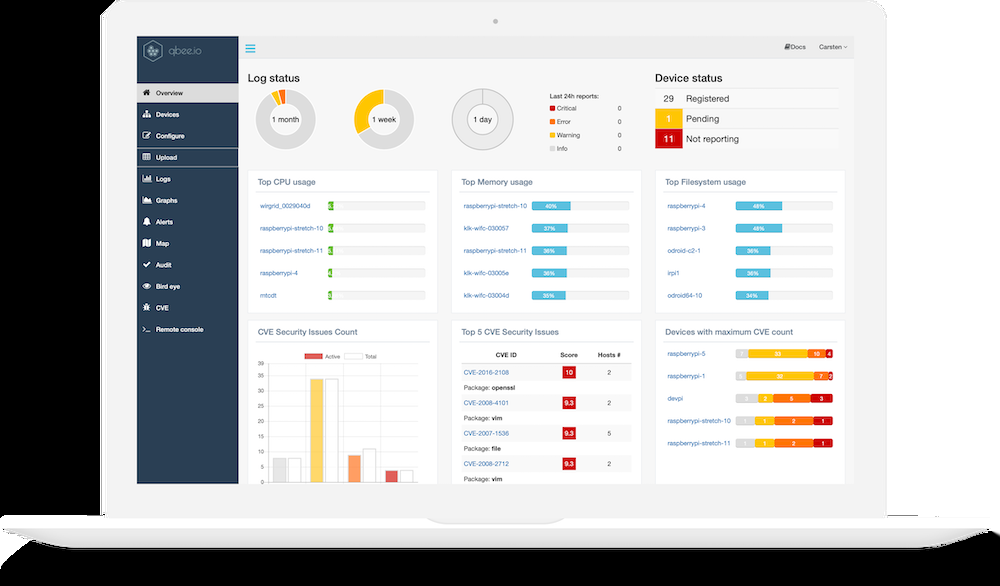 qbee.io
Docs
Carsten
Overview
Devices
Configure
Upload
Logs
Graphs
Alerts
Map
Audit
Bird eye
CVE
Remote console
Log status
1 month
1 week
1 day
Last 24h reports:
Critical 0
Error 0
Warning 0
Info 0
Device status
29 Registered
1 Pending
11 Not reporting
Top CPU usage
wirgrid_0029040d
raspberrypi-stretch-10
raspberrypi-stretch-11
raspberrypi-4
mtcdt
Top Memory usage
raspberrypi-stretch-10 40%
klk-wifc-030057 37%
raspberrypi-stretch-11 36%
klk-wifc-03005e 36%
klk-wifc-03004d 35%
Top Filesystem usage
raspberrypi-4 48%
raspberrypi-3 48%
odroid-c2-1 36%
irpi1 36%
odroid64-10 34%
CVE Security Issues Count
Active Total
39
35
30
25
20
15
10
5
0
Top 5 CVE Security Issues
CVE ID Score Hosts #
CVE-2016-2108 10 2
Package: openssl
CVE-2008-4101 9.3 2
Package: vim
CVE-2007-1536 9.3 5
Package: file
CVE-2008-2712 9.3 2
Package: vim
Devices with maximum CVE count
raspberrypi-5 33 10 4
raspberrypi-1 32 7 2
devpi 2 5 3
raspberrypi-stretch-10 1 1 2 1
raspberrypi-stretch-11 1 1 2 1